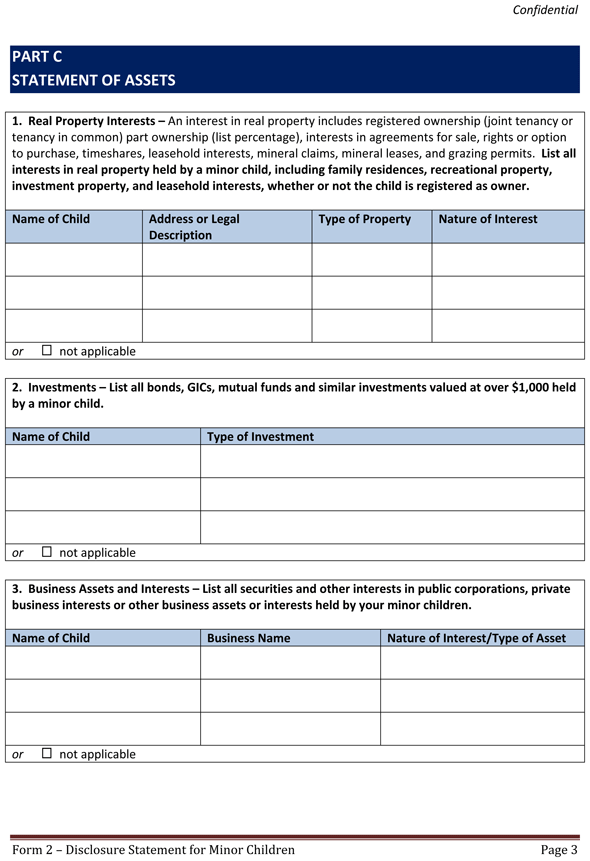 Confidential
PART C
STATEMENT OF ASSETS
1. Real Property Interests – An interest in real property includes registered ownership (joint tenancy or
tenancy in common) part ownership (list percentage), interests in agreements for sale, rights or option
to purchase, timeshares, leasehold interests, mineral claims, mineral leases, and grazing permits. List all
interests in real property held by a minor child, including family residences, recreational property,
investment property, and leasehold interests, whether or not the child is registered as owner.
Name of Child Address or Legal Description Type of Property Nature of Interest
or ☐ not applicable
2. Investments – List all bonds, GICs, mutual funds and similar investments valued at over $1,000 held
by a minor child.
Name of Child Type of Investment
or ☐ not applicable
3. Business Assets and Interests – List all securities and other interests in public corporations, private
business interests or other business assets or interests held by your minor children.
Name of Child Business Name Nature of Interest/Type of Asset
or ☐ not applicable
Form 2 – Disclosure Statement for Minor Children Page 3